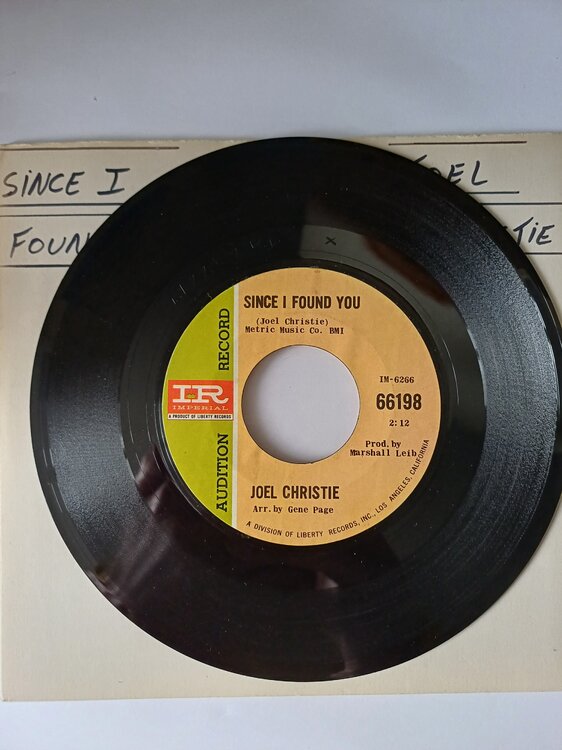 SINCE I
FOUN
OEL
TIE
SINCE I FOUND YOU
(Joel Christie)
Metric Music Co. BMI
AUDITION RECORD
IR
IMPERIAL
A PRODUCT OF LIBERTY RECORDS
IM-6266
66198
2:12
Prod. by
Marshall Leib
JOEL CHRISTIE
Arr. by Gene Page
A DIVISION OF LIBERTY RECORDS, INC., LOS ANGELES, CALIFORNIA